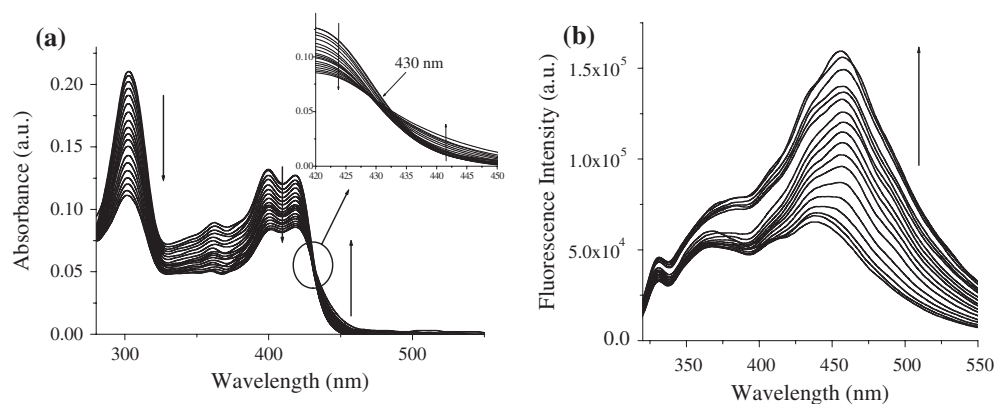 (a)
Absorbance (a.u.)
0.20
0.15
0.10
0.05
0.00
300
400
500
Wavelength (nm)
0.10
0.05
0.00
420 425 430 435 440 445 450
430 nm
(b)
Fluorescence Intensity (a.u.)
1.5x10⁵
1.0x10⁵
5.0x10⁴
0.0
350 400 450 500 550
Wavelength (nm)